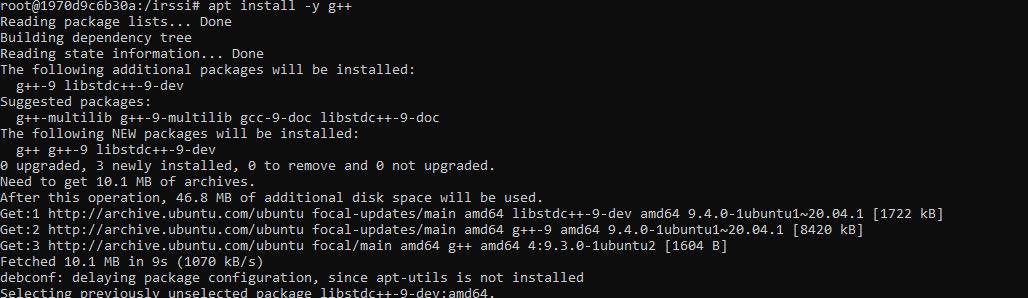 root@1970d9c6b30a:/irssi# apt install -y g++
Reading package lists... Done
Building dependency tree
Reading state information... Done
The following additional packages will be installed:
  g++-9 libstdc++-9-dev
Suggested packages:
  g++-multilib g++-9-multilib gcc-9-doc libstdc++-9-doc
The following NEW packages will be installed:
  g++ g++-9 libstdc++-9-dev
0 upgraded, 3 newly installed, 0 to remove and 0 not upgraded.
Need to get 10.1 MB of archives.
After this operation, 46.8 MB of additional disk space will be used.
Get:1 http://archive.ubuntu.com/ubuntu focal-updates/main amd64 libstdc++-9-dev amd64 9.4.0-1ubuntu1~20.04.1 [1722 kB]
Get:2 http://archive.ubuntu.com/ubuntu focal-updates/main amd64 g++-9 amd64 9.4.0-1ubuntu1~20.04.1 [8420 kB]
Get:3 http://archive.ubuntu.com/ubuntu focal/main amd64 g++ amd64 4:9.3.0-1ubuntu2 [1604 B]
Fetched 10.1 MB in 9s (1070 kB/s)
debconf: delaying package configuration, since apt-utils is not installed
Selecting previously unselected package libstdc++-9-dev:amd64.